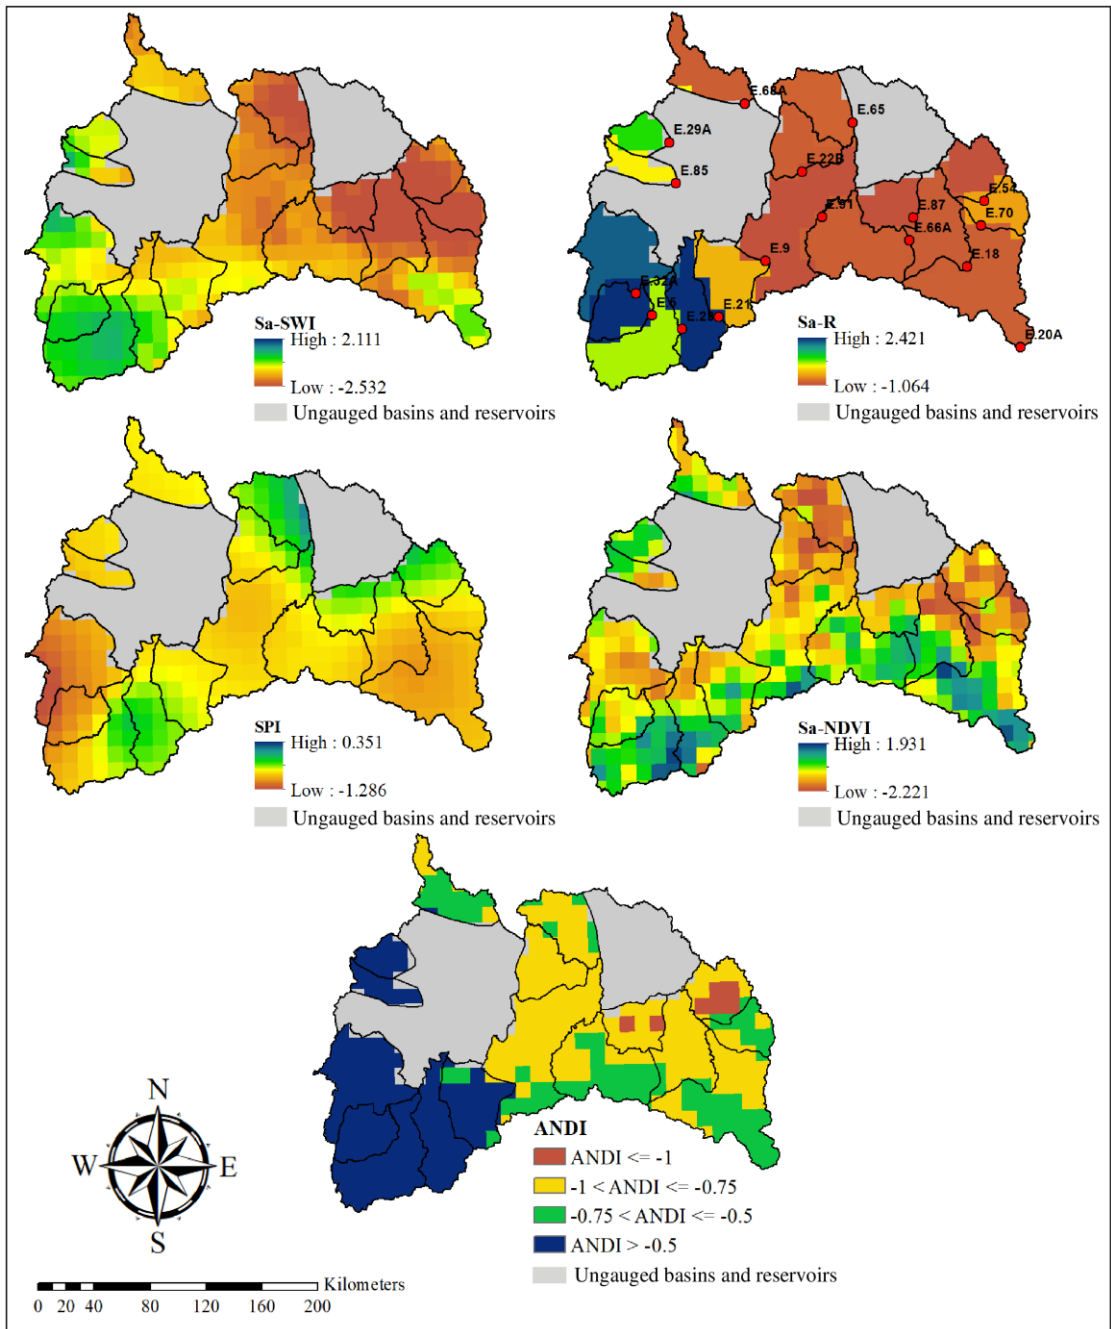 E.68A
E.65
E.29A
E.22B
E.85
E.54
E.87
E.91
E.70
E.66A
E.9
E.18
E.32A
E.5
E.21
E.20A
Sa-SWI
High : 2.111
Low : -2.532
Ungauged basins and reservoirs
Sa-R
High : 2.421
Low : -1.064
Ungauged basins and reservoirs
SPI
High : 0.351
Low : -1.286
Ungauged basins and reservoirs
Sa-NDVI
High : 1.931
Low : -2.221
Ungauged basins and reservoirs
ANDI
ANDI <= -1
-1 < ANDI <= -0.75
-0.75 < ANDI <= -0.5
ANDI > -0.5
Ungauged basins and reservoirs
N
W
E
S
Kilometers
0 20 40 80 120 160 200